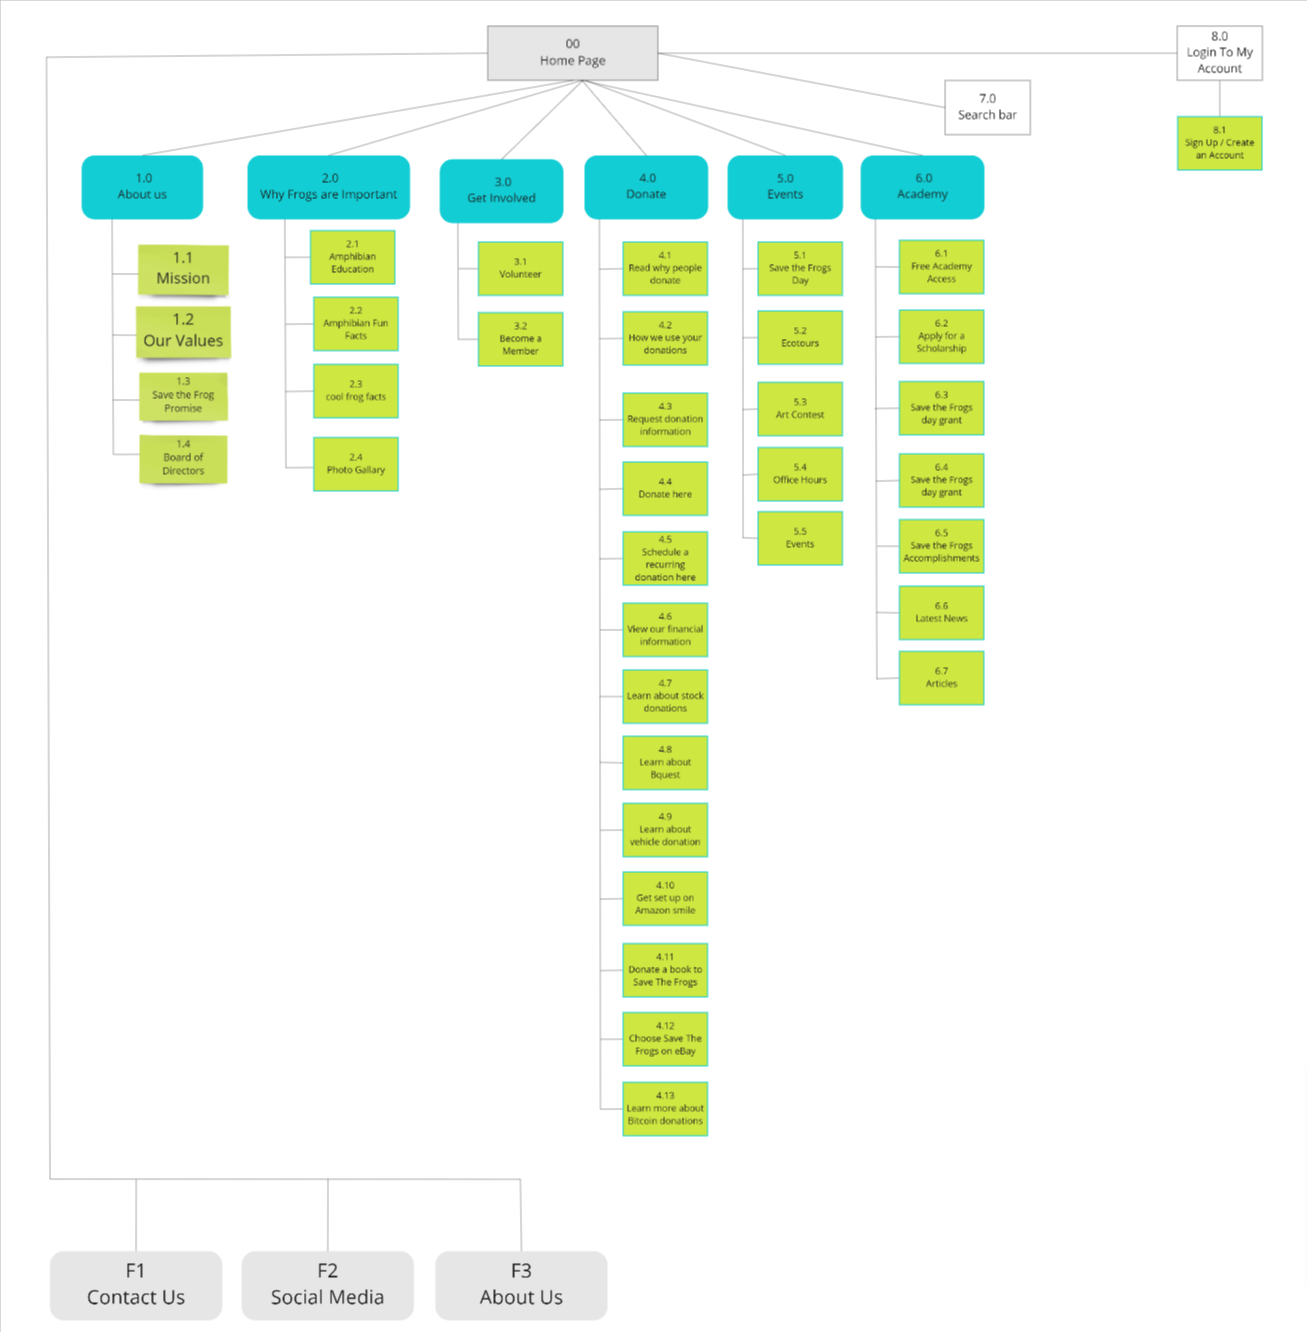 00
Home Page
8.0
Login To My
Account
7.0
Search bar
8.1
Sign Up / Create
an Account
1.0
About us
2.0
Why Frogs are Important
3.0
Get Involved
4.0
Donate
5.0
Events
6.0
Academy
1.1
Mission
1.2
Our Values
1.3
Save the Frog
Promise
1.4
Board of
Directors
2.1
Amphibian
Education
2.2
Amphibian Fun
Facts
2.3
cool frog facts
2.4
Photo Gallary
3.1
Volunteer
3.2
Become a
Member
4.1
Read why people
donate
4.2
How we use your
donations
4.3
Request donation
information
4.4
Donate here
4.5
Schedule a
recurring
donation here
4.6
View our financial
information
4.7
Learn about stock
donations
4.8
Learn about
Bquest
4.9
Learn about
vehicle donation
4.10
Get set up on
Amazon smile
4.11
Donate a book to
Save The Frogs
4.12
Choose Save The
Frogs on eBay
4.13
Learn more about
Bitcoin donations
5.1
Save the Frogs
Day
5.2
Ecotours
5.3
Art Contest
5.4
Office Hours
5.5
Events
6.1
Free Academy
Access
6.2
Apply for a
Scholarship
6.3
Save the Frogs
day grant
6.4
Save the Frogs
day grant
6.5
Save the Frogs
Accomplishments
6.6
Latest News
6.7
Articles
F1
Contact Us
F2
Social Media
F3
About Us